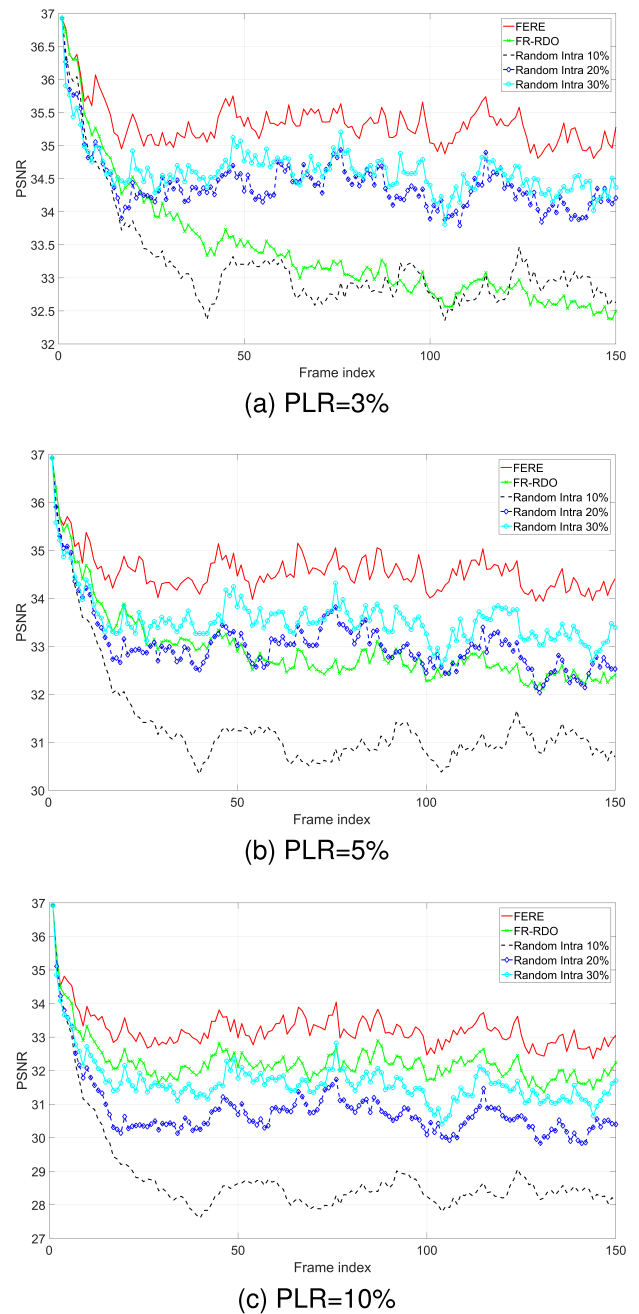 37
36.5
36
35.5
35
34.5
34
33.5
33
32.5
32
PSNR
FERE
FR-RDO
Random Intra 10%
Random Intra 20%
Random Intra 30%
0
50
100
150
Frame index
(a) PLR=3%
37
36
35
34
33
32
31
30
PSNR
FERE
FR-RDO
Random Intra 10%
Random Intra 20%
Random Intra 30%
0
50
100
150
Frame index
(b) PLR=5%
37
36
35
34
33
32
31
30
29
28
27
PSNR
FERE
FR-RDO
Random Intra 10%
Random Intra 20%
Random Intra 30%
0
50
100
150
Frame index
(c) PLR=10%